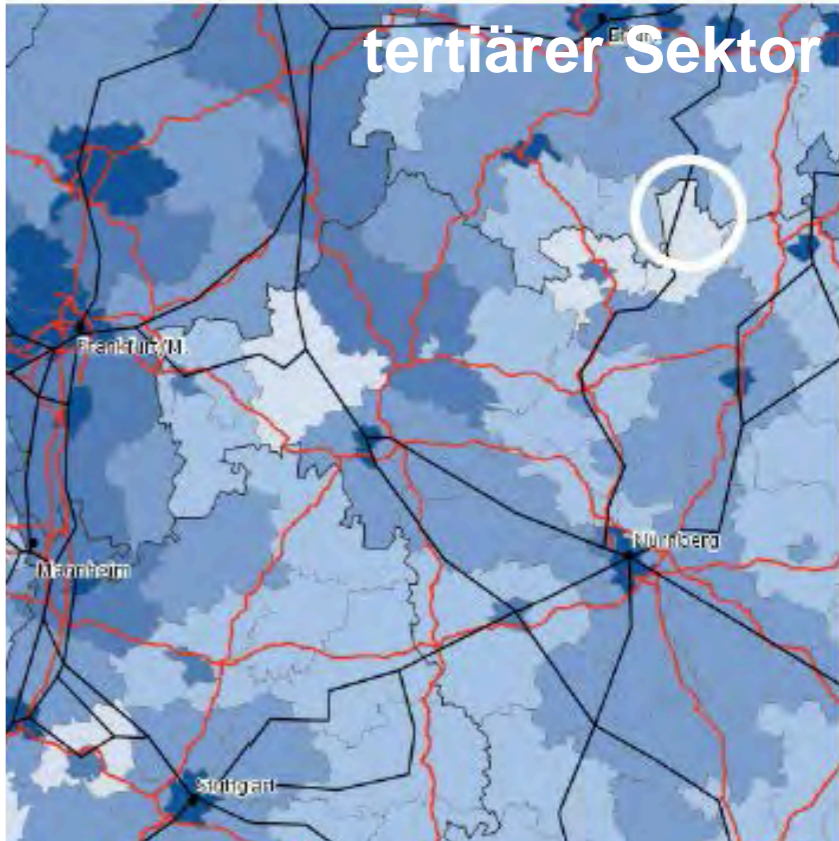 tertiärer Sektor
Frankfurt/M.
Nürnberg
Mannheim
Stuttgart